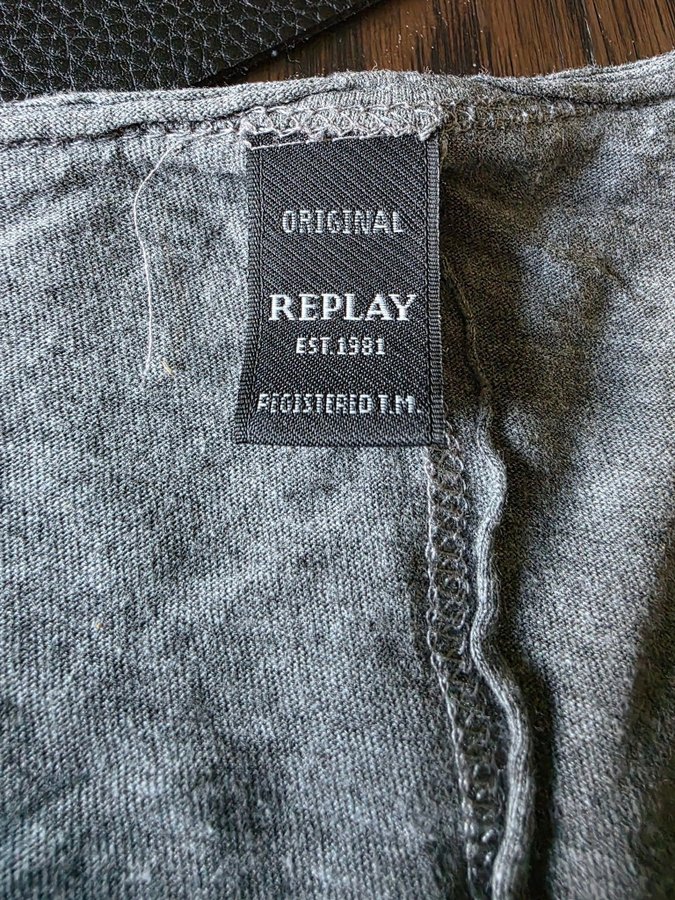 ORIGINAL
REPLAY
EST.1981
REGISTERED T.M.